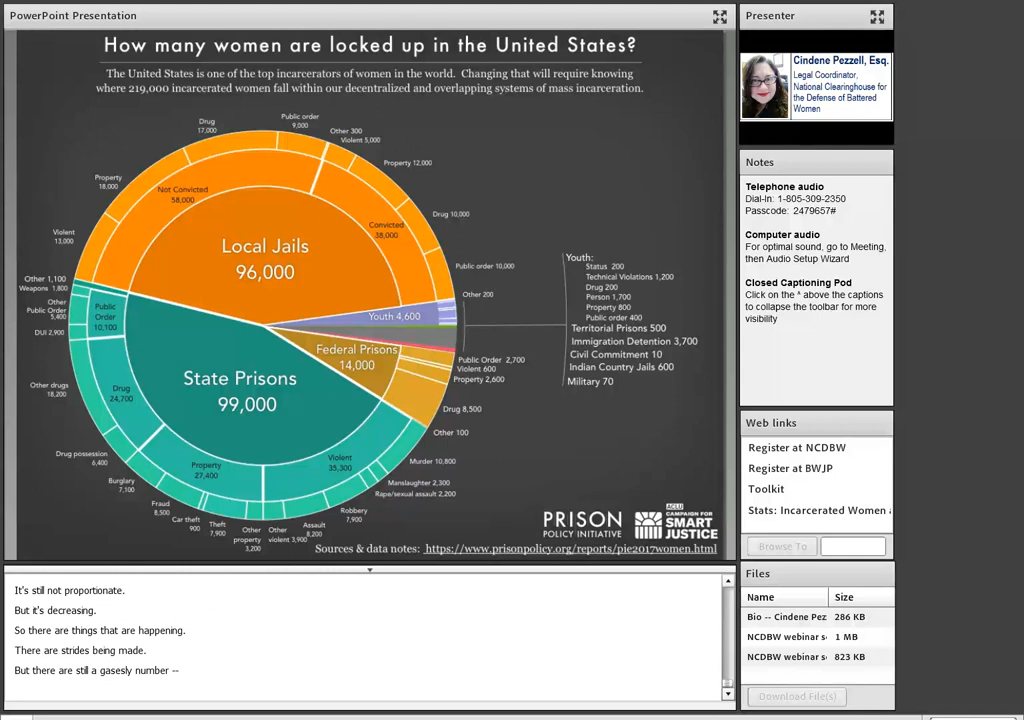 PowerPoint Presentation
How many women are locked up in the United States?
The United States is one of the top incarcerators of women in the world. Changing that will require knowing
where 219,000 incarcerated women fall within our decentralized and overlapping systems of mass incarceration.
Drug
17,000
Public order
9,000
Other 300
Violent 5,000
Property 12,000
Property
18,000
Not Convicted
58,000
Convicted
38,000
Drug 10,000
Violent
13,000
Local Jails
96,000
Public order 10,000
Other 200
Youth 4,600
Youth:
Status 200
Technical Violations 1,200
Drug 200
Person 1,700
Property 800
Public order 400
Territorial Prisons 500
Immigration Detention 3,700
Civil Commitment 10
Indian Country Jails 600
Military 70
Other 1,100
Weapons 1,800
Other
Public Order
5,400
DUI 2,900
Public
Order
10,100
Federal Prisons
14,000
Public Order 2,700
Violent 600
Property 2,600
Drug 8,500
Other 100
State Prisons
99,000
Other drugs
18,200
Drug
24,700
Drug possession
6,400
Burglary
7,100
Fraud
8,500
Car theft
900
Theft
7,900
Other
property
3,200
Property
27,400
Violent
35,300
Other
violent 3,900
Assault
8,200
Robbery
7,900
Rape/sexual assault 2,200
Manslaughter 2,300
Murder 10,800
PRISON
POLICY INITIATIVE
ACLU
CAMPAIGN FOR
SMART
JUSTICE
Sources & data notes: https://www.prisonpolicy.org/reports/pie2017women.html
It's still not proportionate.
But it's decreasing.
So there are things that are happening.
There are strides being made.
But there are still a gasesly number --
Presenter
Cindene Pezzell, Esq.
Legal Coordinator,
National Clearinghouse for
the Defense of Battered
Women
Notes
Telephone audio
Dial-In: 1-805-309-2350
Passcode: 2479657#
Computer audio
For optimal sound, go to Meeting,
then Audio Setup Wizard
Closed Captioning Pod
Click on the ^ above the captions
to collapse the toolbar for more
visibility
Web links
Register at NCDBW
Register at BWJP
Toolkit
Stats: Incarcerated Women
Browse To
Files
Name Size
Bio -- Cindene Pez 286 KB
NCDBW webinar s 1 MB
NCDBW webinar s 823 KB
Download File(s)